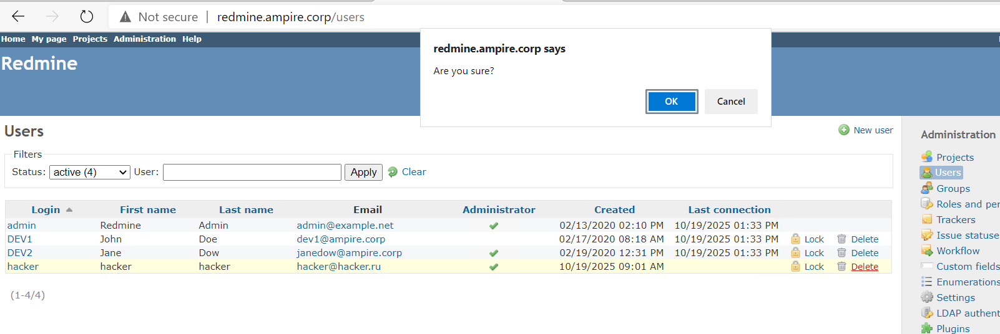 Not secure | redmine.ampire.corp/users
Home My page Projects Administration Help
redmine.ampire.corp says
Redmine
Are you sure?
OK Cancel
Users
New user
Administration
Filters
Status: active (4) User: Apply Clear
Projects
Users
Groups
Roles and per
Trackers
Issue statuse
Workflow
Custom fields
Enumerations
Settings
LDAP authent
Plugins
Login First name Last name Email Administrator Created Last connection
admin Redmine Admin admin@example.net 02/13/2020 02:10 PM 10/19/2025 01:33 PM
DEV1 John Doe dev1@ampire.corp 02/17/2020 08:18 AM 10/19/2025 01:33 PM Lock Delete
DEV2 Jane Dow janedow@ampire.corp 02/19/2020 12:31 PM 10/19/2025 01:33 PM Lock Delete
hacker hacker hacker hacker@hacker.ru 10/19/2025 09:01 AM Lock Delete
(1-4/4)